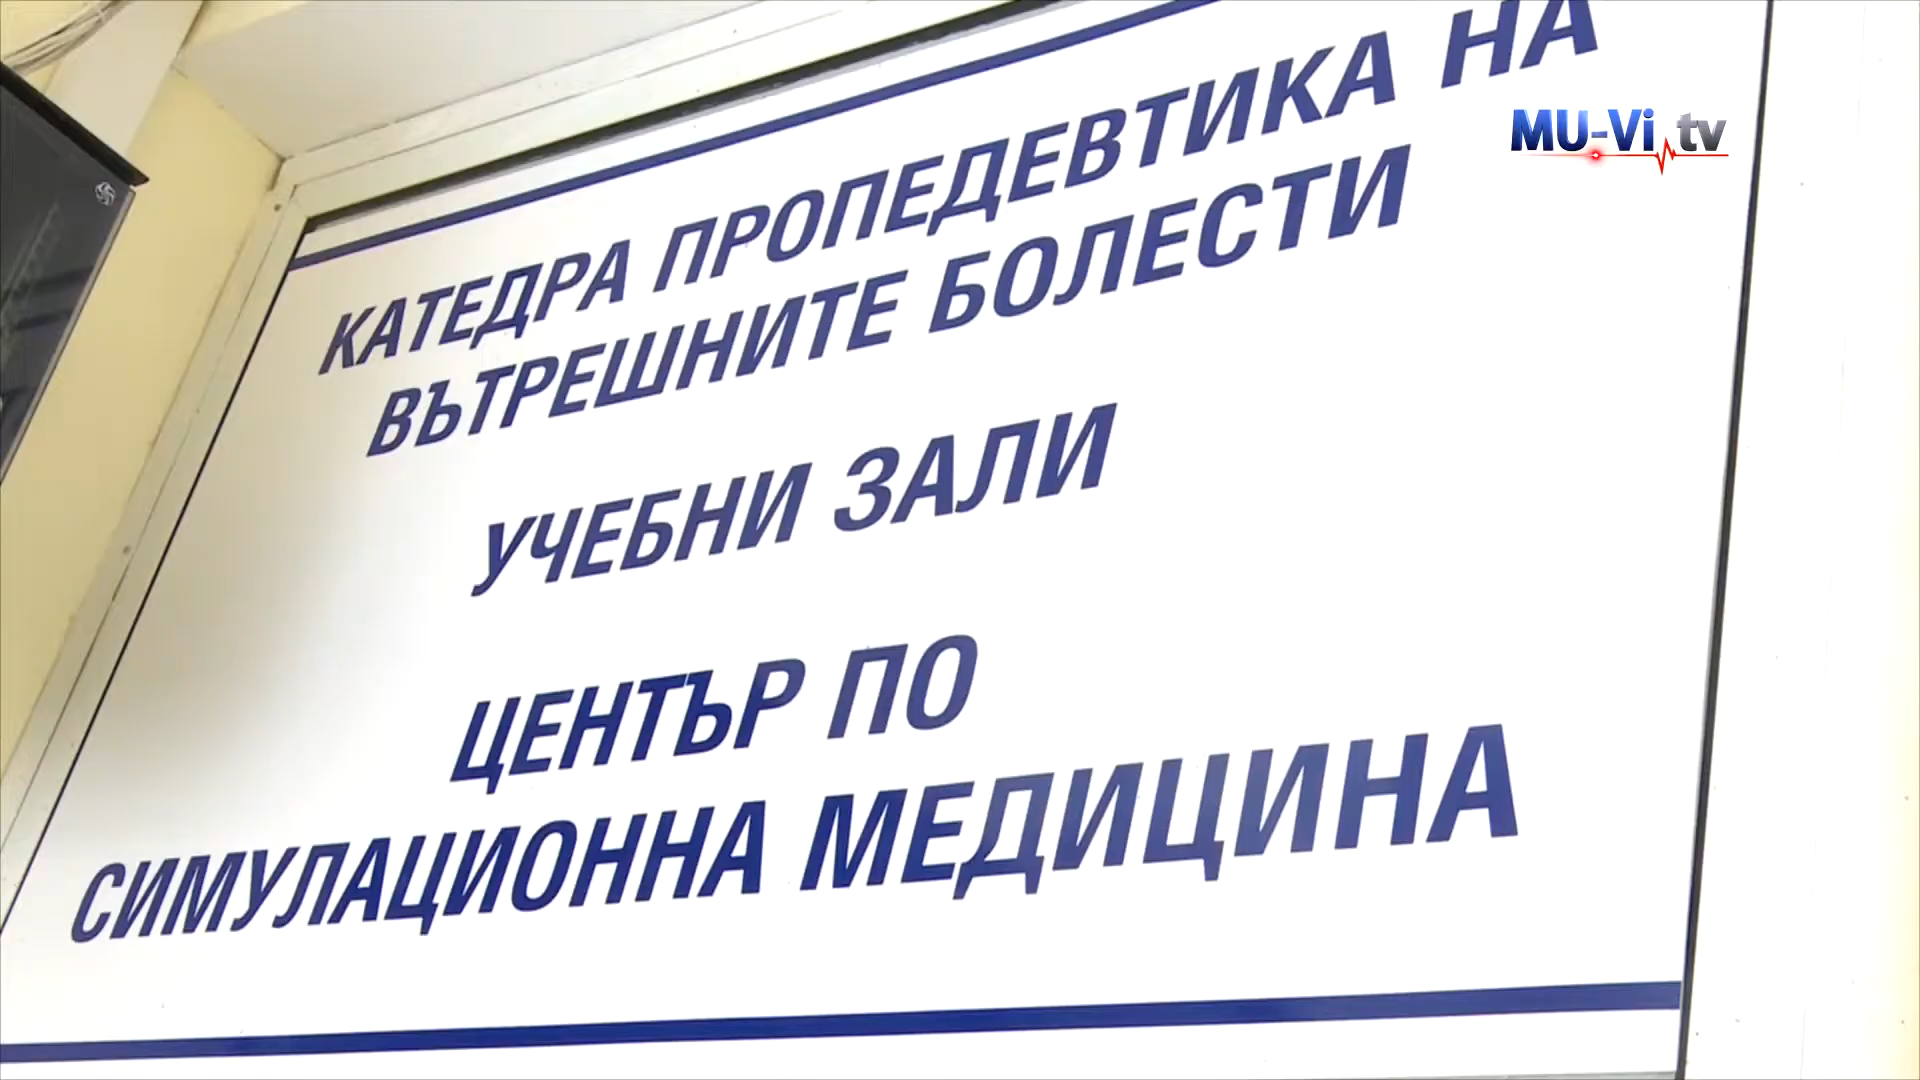 КАТЕДРА ПРОПЕДЕВТИКА НА
ВЪТРЕШНИТЕ БОЛЕСТИ
УЧЕБНИ ЗАЛИ
ЦЕНТЪР ПО
СИМУЛАЦИОННА МЕДИЦИНА
MU-Vi tv